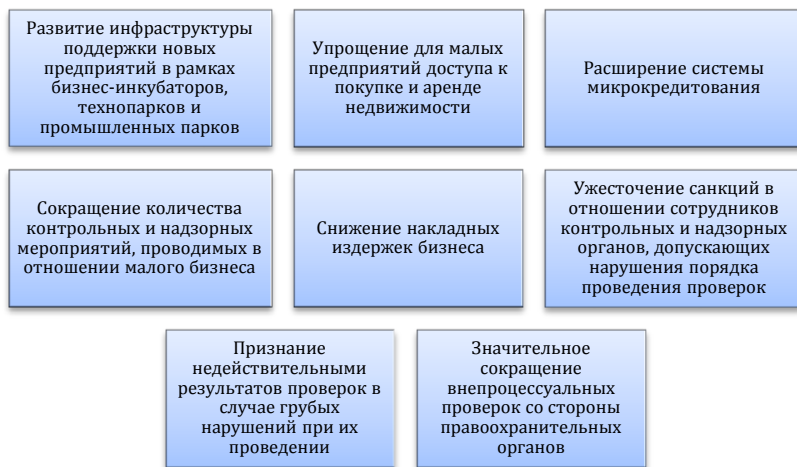 Развитие инфраструктуры
поддержки новых
предприятий в рамках
бизнес-инкубаторов,
технопарков и
промышленных парков
Упрощение для малых
предприятий доступа к
покупке и аренде
недвижимости
Расширение системы
микрокредитования
Сокращение количества
контрольных и надзорных
мероприятий, проводимых в
отношении малого бизнеса
Снижение накладных
издержек бизнеса
Ужесточение санкций в
отношении сотрудников
контрольных и надзорных
органов, допускающих
нарушения порядка
проведения проверок
Признание
недействительными
результатов проверок в
случае грубых
нарушений при их
проведении
Значительное
сокращение
внепроцессуальных
проверок со стороны
правоохранительных
органов